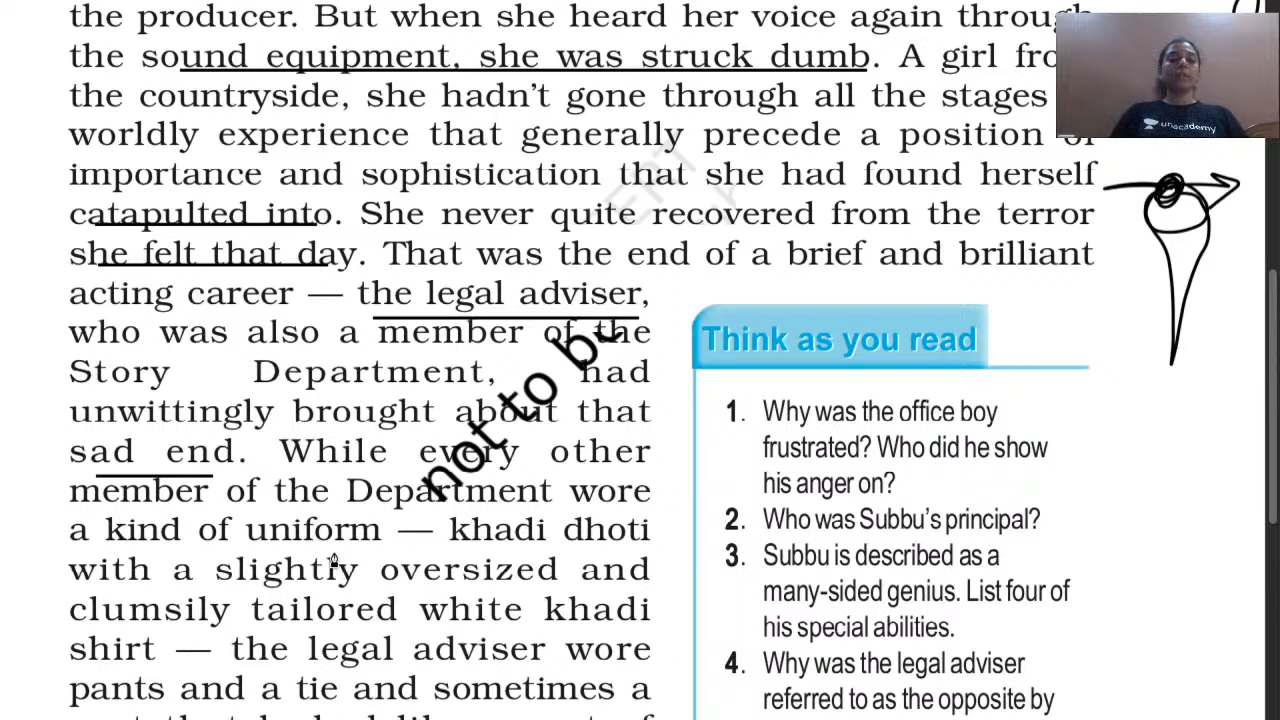 the producer. But when she heard her voice again through
the sound equipment, she was struck dumb. A girl from
the countryside, she hadn't gone through all the stages
worldly experience that generally precede a position of
importance and sophistication that she had found herself
catapulted into. She never quite recovered from the terror
she felt that day. That was the end of a brief and brilliant
acting career — the legal adviser,
who was also a member of the
Story Department, had
unwittingly brought about that
sad end. While every other
member of the Department wore
a kind of uniform — khadi dhoti
with a slightly oversized and
clumsily tailored white khadi
shirt — the legal adviser wore
pants and a tie and sometimes a
not to be
Think as you read
1. Why was the office boy
frustrated? Who did he show
his anger on?
2. Who was Subbu's principal?
3. Subbu is described as a
many-sided genius. List four of
his special abilities.
4. Why was the legal adviser
referred to as the opposite by
unacademy